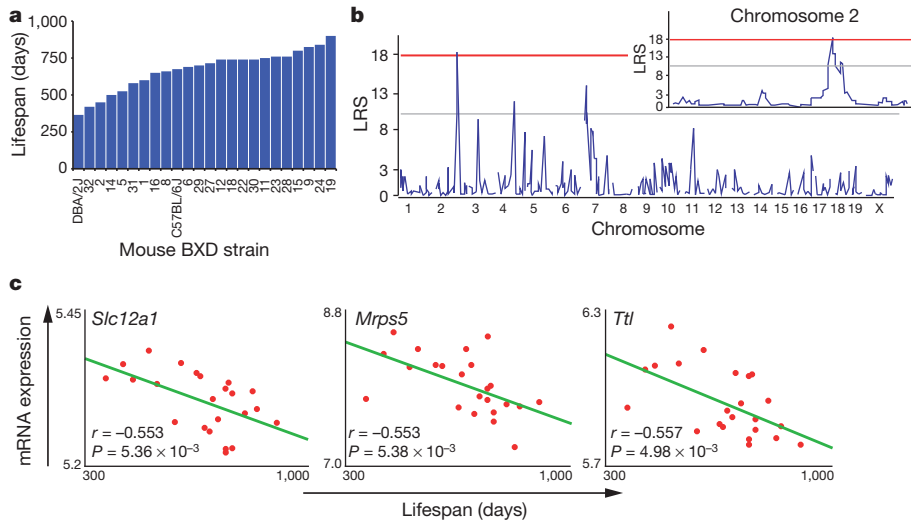 a
1,000
750
500
250
0
Lifespan (days)
DBA/2J
32
2
14
5
31
1
16
8
C57BL/6J
6
29
27
12
18
22
30
11
23
28
15
9
24
19
Mouse BXD strain
b
18
13
8
3
0
LRS
1 2 3 4 5 6 7 8 9 10 11 12 13 14 15 16 17 18 19 X
Chromosome
Chromosome 2
18
13
8
3
0
LRS
c
mRNA expression
5.45
Slc12a1
r = –0.553
P = 5.36 × 10–3
5.2
300 1,000
8.8
Mrps5
r = –0.553
P = 5.38 × 10–3
7.0
300 1,000
6.3
Ttl
r = –0.557
P = 4.98 × 10–3
5.7
300 1,000
Lifespan (days)